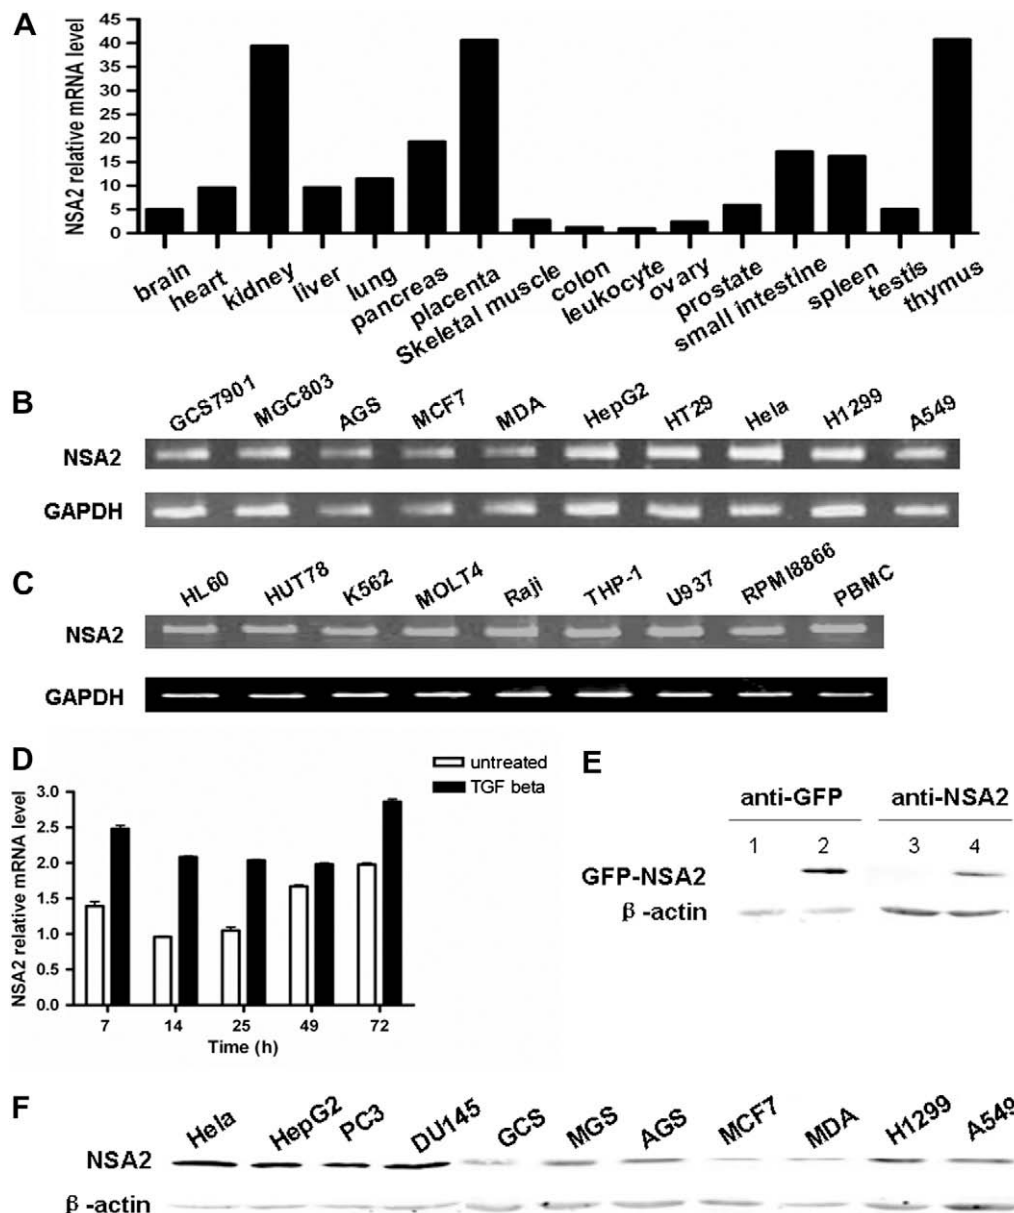 A
NSA2 relative mRNA level
45
40
35
30
25
20
15
10
5
0
brain heart kidney liver lung pancreas placenta Skeletal muscle colon leukocyte ovary prostate small intestine spleen testis thymus
B
GCS7901 MGC803 AGS MCF7 MDA HepG2 HT29 Hela H1299 A549
NSA2
GAPDH
C
HL60 HUT78 K562 MOLT4 Raji THP-1 U937 RPMI8866 PBMC
NSA2
GAPDH
D
untreated
TGF beta
NSA2 relative mRNA level
3.0
2.5
2.0
1.5
1.0
0.5
0.0
7 14 25 49 72
Time (h)
E
anti-GFP anti-NSA2
1 2 3 4
GFP-NSA2
β-actin
F
Hela HepG2 PC3 DU145 GCS MGS AGS MCF7 MDA H1299 A549
NSA2
β-actin